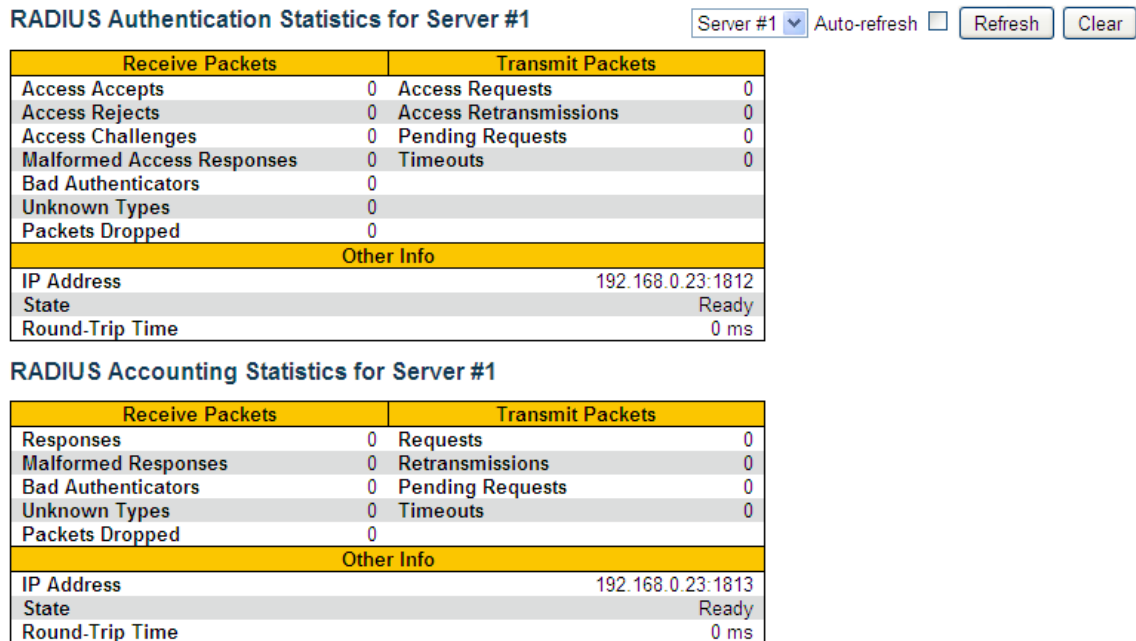 RADIUS Authentication Statistics for Server #1
Server #1 Auto-refresh Refresh Clear
Receive Packets Transmit Packets
Access Accepts 0 Access Requests 0
Access Rejects 0 Access Retransmissions 0
Access Challenges 0 Pending Requests 0
Malformed Access Responses 0 Timeouts 0
Bad Authenticators 0
Unknown Types 0
Packets Dropped 0
Other Info
IP Address 192.168.0.23:1812
State Ready
Round-Trip Time 0 ms
RADIUS Accounting Statistics for Server #1
Receive Packets Transmit Packets
Responses 0 Requests 0
Malformed Responses 0 Retransmissions 0
Bad Authenticators 0 Pending Requests 0
Unknown Types 0 Timeouts 0
Packets Dropped 0
Other Info
IP Address 192.168.0.23:1813
State Ready
Round-Trip Time 0 ms